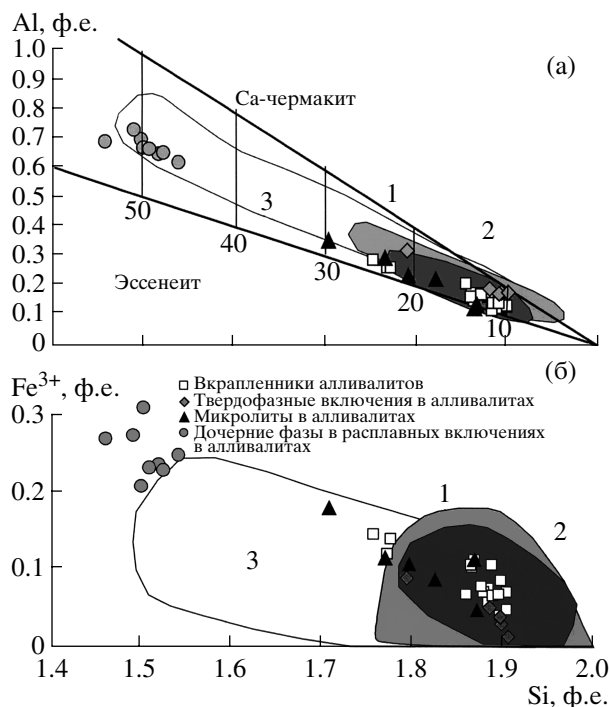 Al, ф.е.
1.0
(а)
0.9
0.8
Ca-чермакит
0.7
0.6
1
0.5
3
2
50
0.4
40
0.3
30
0.2
Эссенеит
20
0.1
10
0
(б)
Fe³⁺, ф.е.
Вкрапленники алливалитов
Твердофазные включения в алливалитах
0.3
Микролиты в алливалитах
Дочерние фазы в расплавных включениях
в алливалитах
0.2
1
2
3
0.1
0
1.4 1.5 1.6 1.7 1.8 1.9 2.0
Si, ф.е.